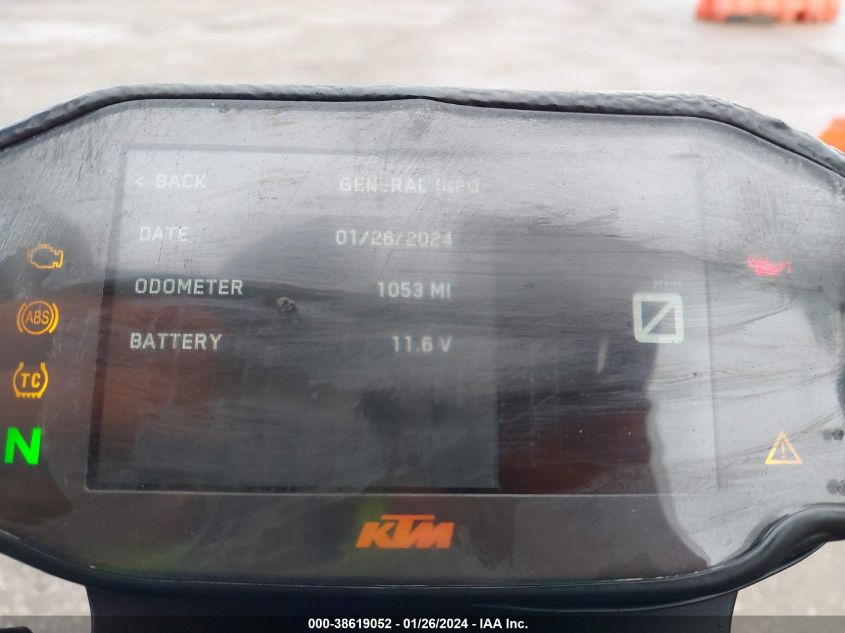 < BACK GENERAL INFO
DATE 01/26/2024
ODOMETER 1053 MI
BATTERY 11.6 V
ABS
TC
N
KTM
000-38619052 - 01/26/2024 - IAA Inc.